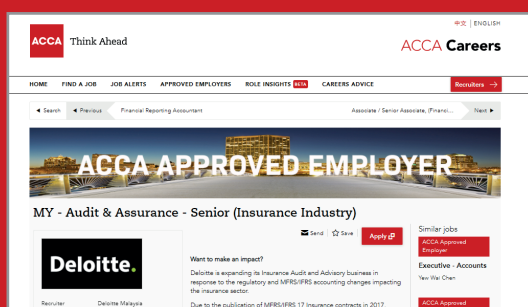 中文 | ENGLISH
ACCA Think Ahead
ACCA Careers
HOME FIND A JOB JOB ALERTS APPROVED EMPLOYERS ROLE INSIGHTS BETA CAREERS ADVICE Recruiters →
◄ Search ◄ Previous Financial Reporting Accountant Associate / Senior Associate, (Financi... Next ►
ACCA APPROVED EMPLOYER
MY - Audit & Assurance - Senior (Insurance Industry)
Send Save Apply
Similar jobs
ACCA Approved
Employer
Deloitte.
Want to make an impact?
Executive - Accounts
Deloitte is expanding its Insurance Audit and Advisory business in
Yew Wai Chen
response to the regulatory and MFRS/IFRS accounting changes impacting
the insurance sector.
Recruiter Deloitte Malaysia
Due to the publication of MFRS/IFRS 17 Insurance contracts in 2017,
ACCA Approved